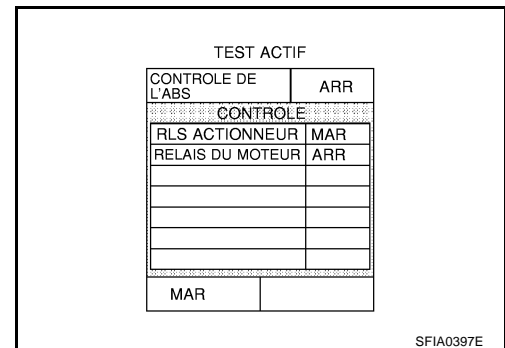 TEST ACTIF
CONTROLE DE L'ABS ARR
CONTROLE
RLS ACTIONNEUR MAR
RELAIS DU MOTEUR ARR
MAR
SFIA0397E